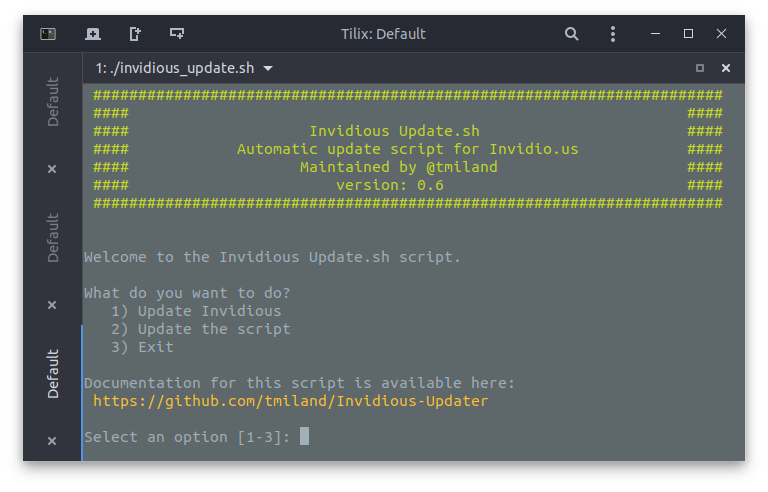 Tilix: Default
1: ./invidious_update.sh
Default
Default
Default
######################################################################
#### ####
#### Invidious Update.sh ####
#### Automatic update script for Invidio.us ####
#### Maintained by @tmiland ####
#### version: 0.6 ####
######################################################################
Welcome to the Invidious Update.sh script.
What do you want to do?
1) Update Invidious
2) Update the script
3) Exit
Documentation for this script is available here:
https://github.com/tmiland/Invidious-Updater
Select an option [1-3]: